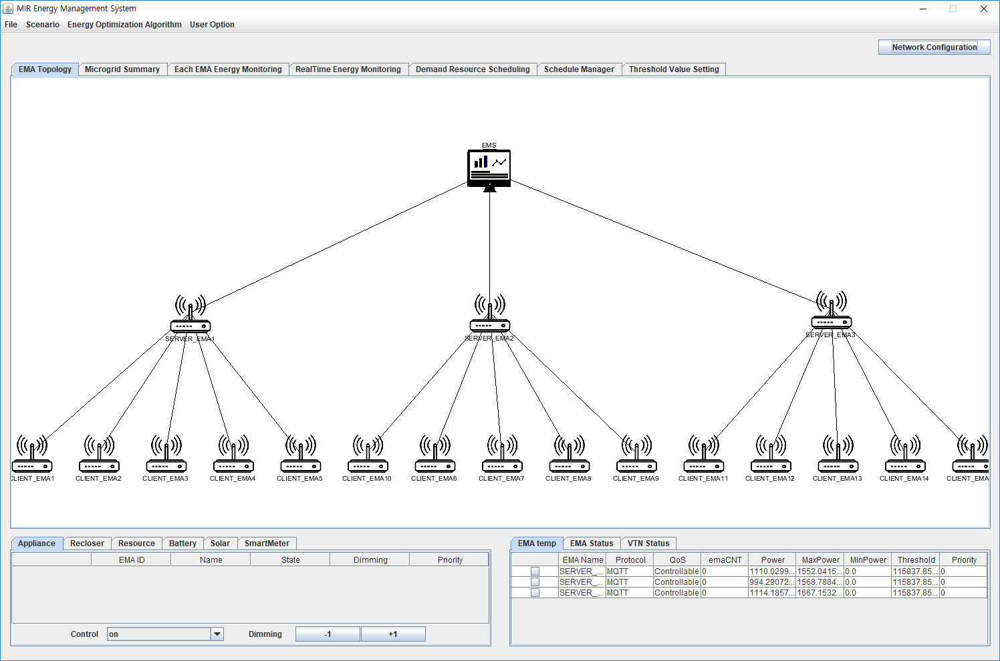 MIR Energy Management System
File Scenario Energy Optimization Algorithm User Option
Network Configuration
EMA Topology Microgrid Summary Each EMA Energy Monitoring RealTime Energy Monitoring Demand Resource Scheduling Schedule Manager Threshold Value Setting
EMS
SERVER_EMA1 SERVER_EMA2 SERVER_EMA3
CLIENT_EMA1 CLIENT_EMA2 CLIENT_EMA3 CLIENT_EMA4 CLIENT_EMA5 CLIENT_EMA10 CLIENT_EMA6 CLIENT_EMA7 CLIENT_EMA8 CLIENT_EMA9 CLIENT_EMA11 CLIENT_EMA12 CLIENT_EMA13 CLIENT_EMA14 CLIENT_EMA
Appliance Recloser Resource Battery Solar SmartMeter
EMA ID Name State Dimming Priority
Control on Dimming -1 +1
EMA temp EMA Status VTN Status
EMA Name Protocol QoS emaCNT Power MaxPower MinPower Threshold Priority
SERVER_... MQTT Controllable 0 1110.0299... 1552.0415... 0.0 115837.85... 0
SERVER_... MQTT Controllable 0 994.29072... 1568.7884... 0.0 115837.85... 0
SERVER_... MQTT Controllable 0 1114.1857... 1667.1532... 0.0 115837.85... 0